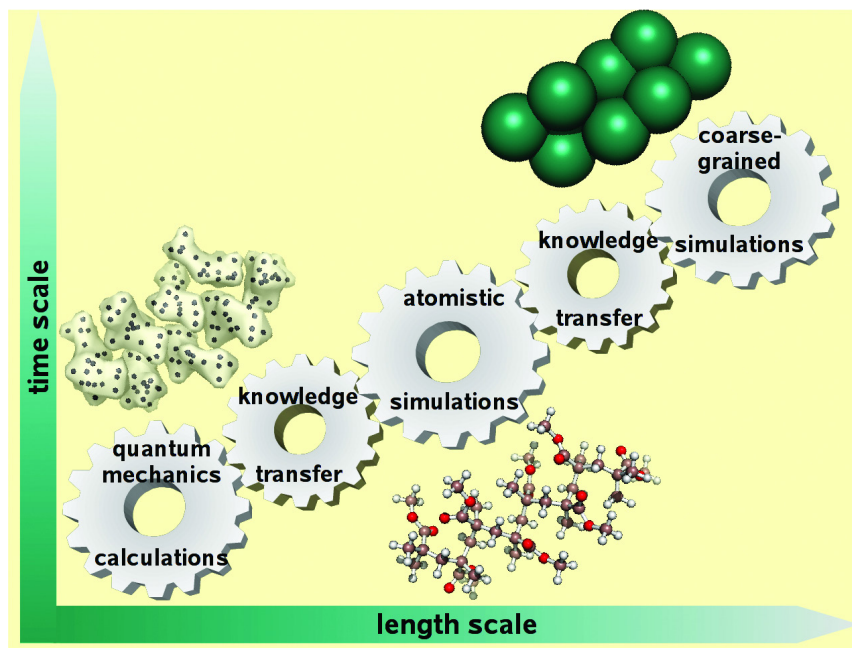 coarse-
grained
simulations
knowledge
transfer
atomistic
simulations
knowledge
transfer
quantum
mechanics
calculations
time scale
length scale